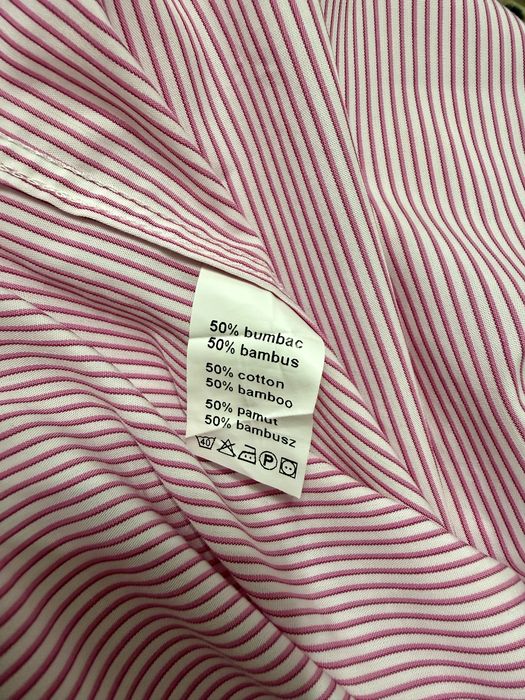 50% bumbac
50% bambus
50% cotton
50% bamboo
50% pamut
50% bambusz
40 P